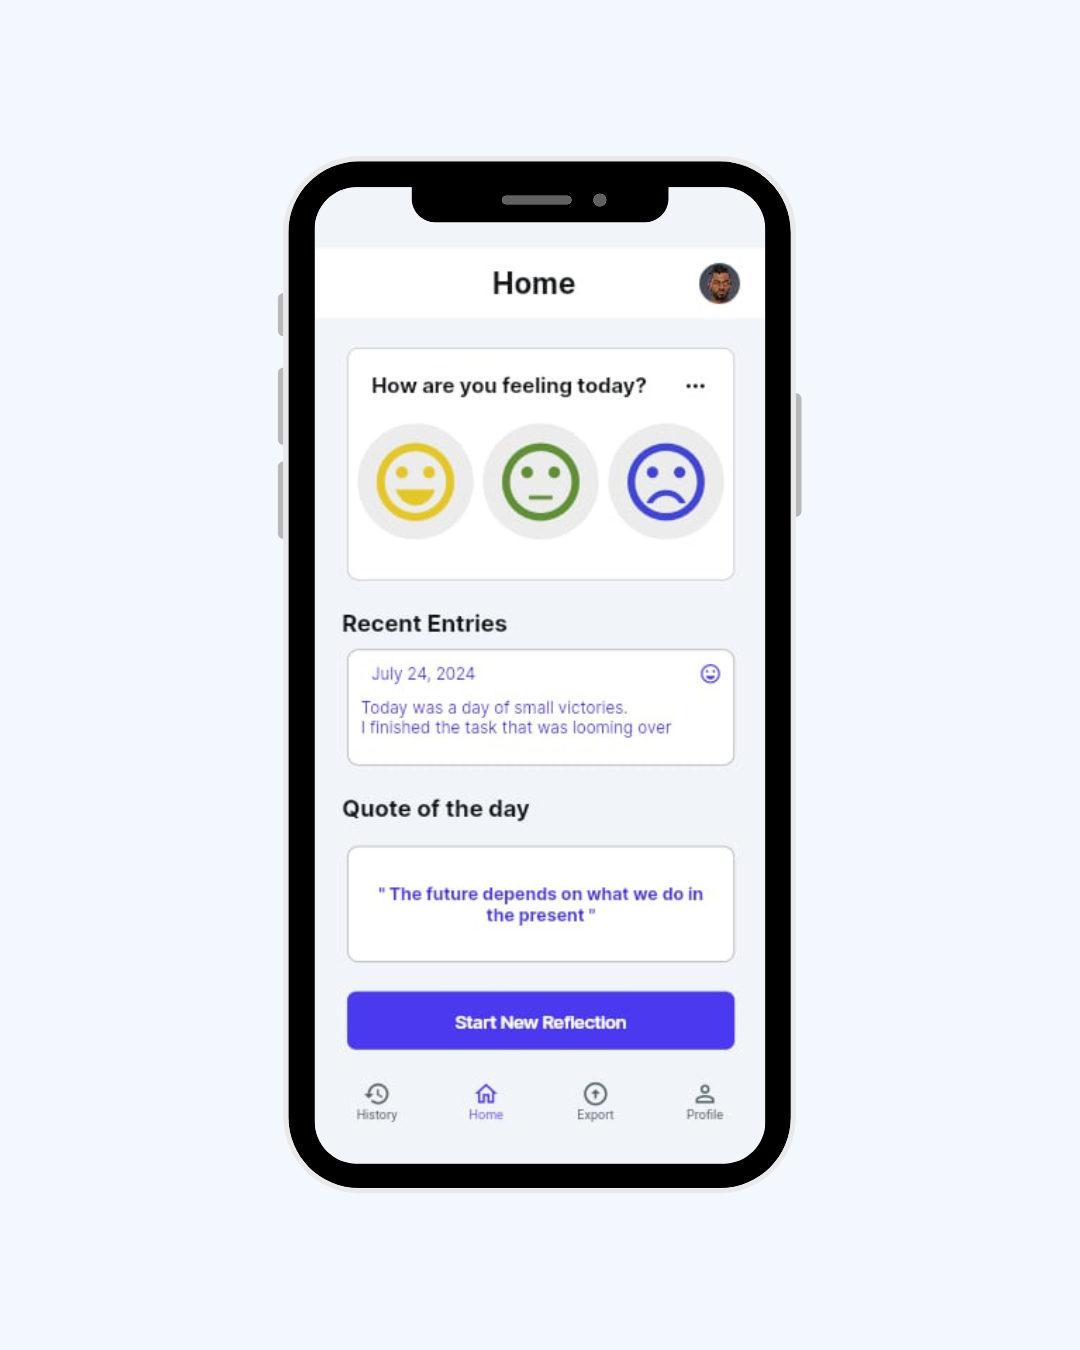 Home
How are you feeling today?
Recent Entries
July 24, 2024
Today was a day of small victories.
I finished the task that was looming over
Quote of the day
" The future depends on what we do in
the present "
Start New Reflection
History
Home
Export
Profile